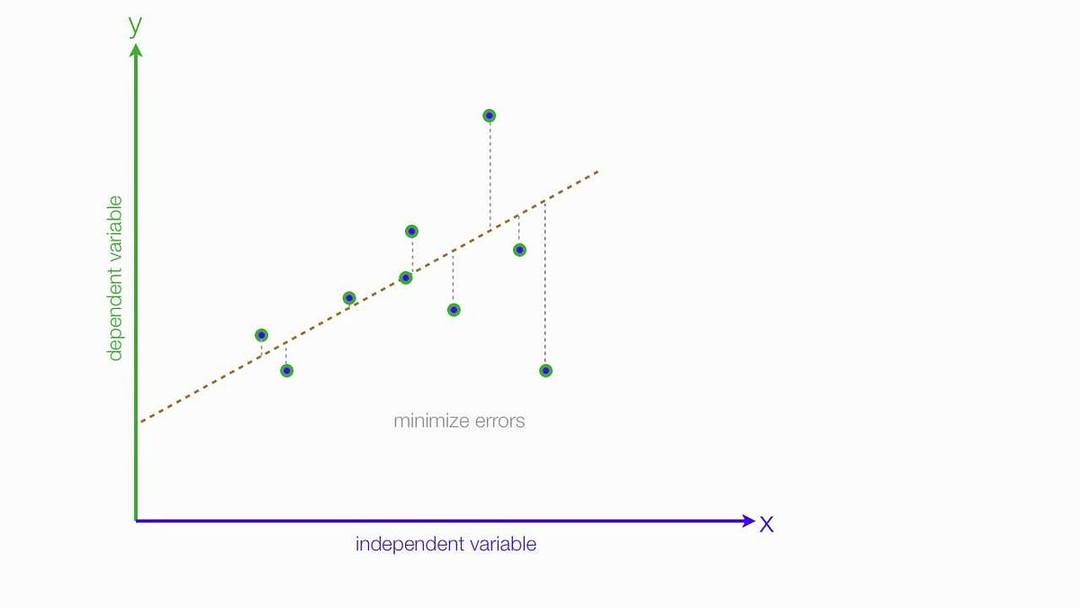 y
dependent variable
minimize errors
x
independent variable